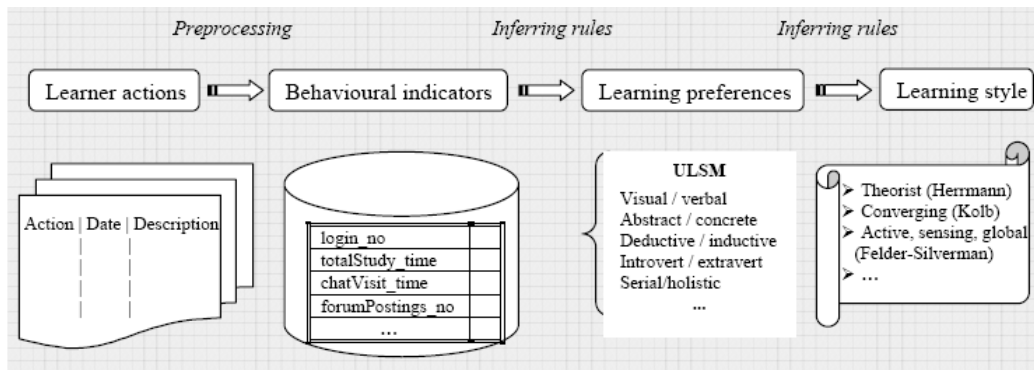 Preprocessing
Inferring rules
Inferring rules
Learner actions
Behavioural indicators
Learning preferences
Learning style
Action | Date | Description
login_no
totalStudy_time
chatVisit_time
forumPostings_no
...
ULSM
Visual / verbal
Abstract / concrete
Deductive / inductive
Introvert / extravert
Serial/holistic
...
➢ Theorist (Herrmann)
➢ Converging (Kolb)
➢ Active, sensing, global
(Felder-Silverman)
➢ ...